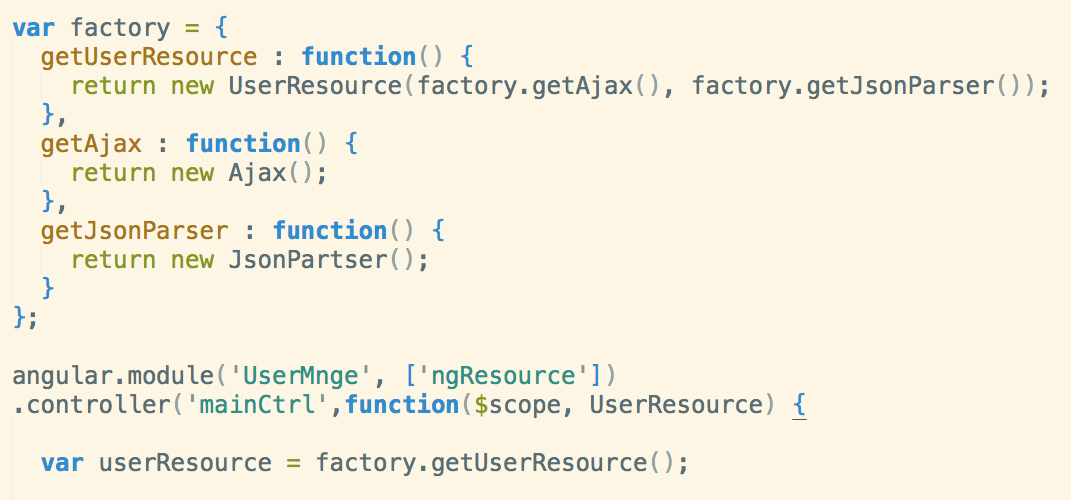 var factory = {
  getUserResource : function() {
    return new UserResource(factory.getAjax(), factory.getJsonParser());
  },
  getAjax : function() {
    return new Ajax();
  },
  getJsonParser : function() {
    return new JsonPartser();
  }
};

angular.module('UserMnge', ['ngResource'])
.controller('mainCtrl',function($scope, UserResource) {

  var userResource = factory.getUserResource();